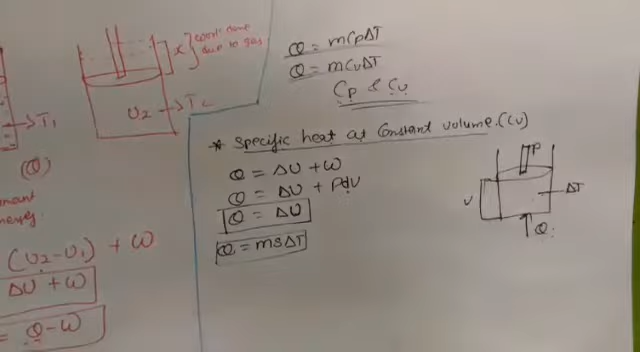 x
work done
due to gas
→T₁
U₂ →T₂
(Q)
(U₂-U₁) + W
ΔU + W
= Q-W
Q = mCpΔT
Q = mCvΔT
Cp & Cv
* Specific heat at Constant volume.(Cv)
Q = ΔU + W
Q = ΔU + Pdv
Q = ΔU
Q = msΔT
P
V
ΔT
Q.